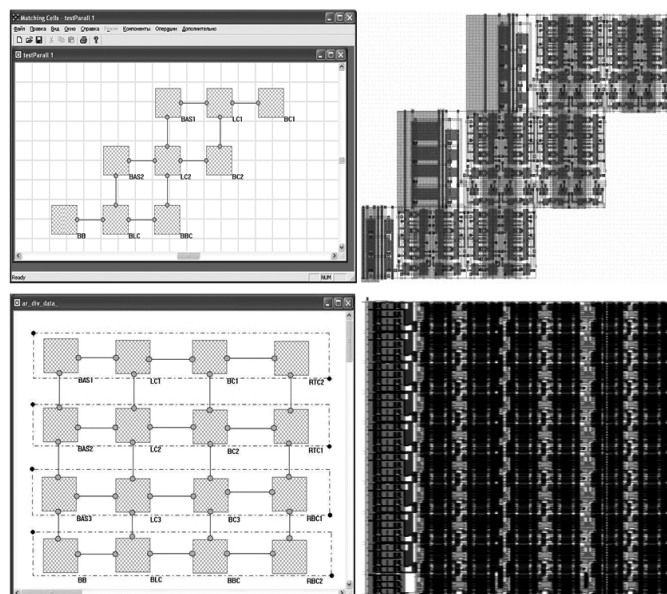 Matching Cells - testParall 1
Файл Правка Вид Окно Справка Компоненты Операции Дополнительно
testParall 1
BAS1 LC1 BC1
BAS2 LC2 BC2
BB BLC BBC
Ready NUM
ar_div_data_
BAS1 LC1 BC1 RTC2
BAS2 LC2 BC2 RTC1
BAS3 LC3 BC3 RBC1
BB BLC BBC RBC2